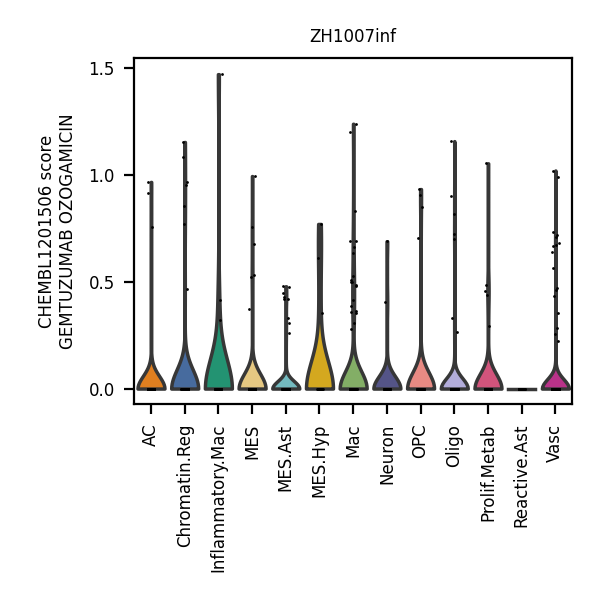 ZH1007inf
CHEMBL1201506 score
GEMTUZUMAB OZOGAMICIN
1.5
1.0
0.5
0.0
AC
Chromatin.Reg
Inflammatory.Mac
MES
MES.Ast
MES.Hyp
Mac
Neuron
OPC
Oligo
Prolif.Metab
Reactive.Ast
Vasc